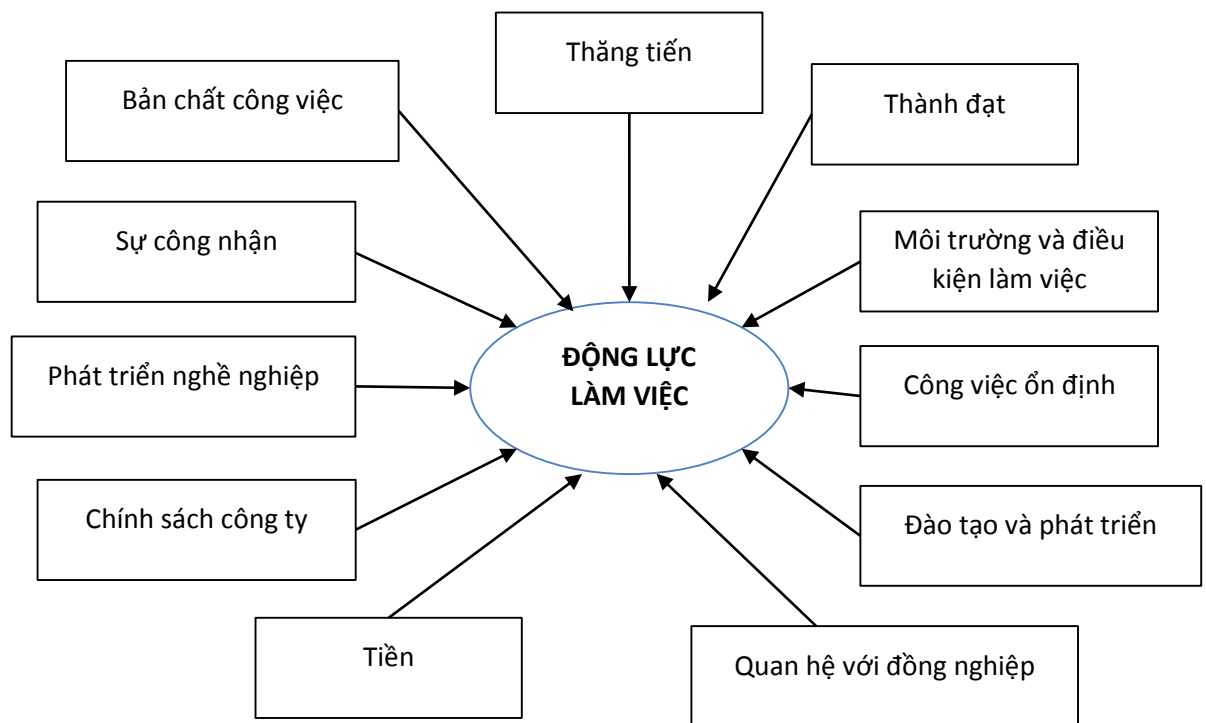 Thăng tiến
Bản chất công việc
Thành đạt
Sự công nhận
Môi trường và điều
kiện làm việc
ĐỘNG LỰC
LÀM VIỆC
Phát triển nghề nghiệp
Công việc ổn định
Chính sách công ty
Đào tạo và phát triển
Tiền
Quan hệ với đồng nghiệp